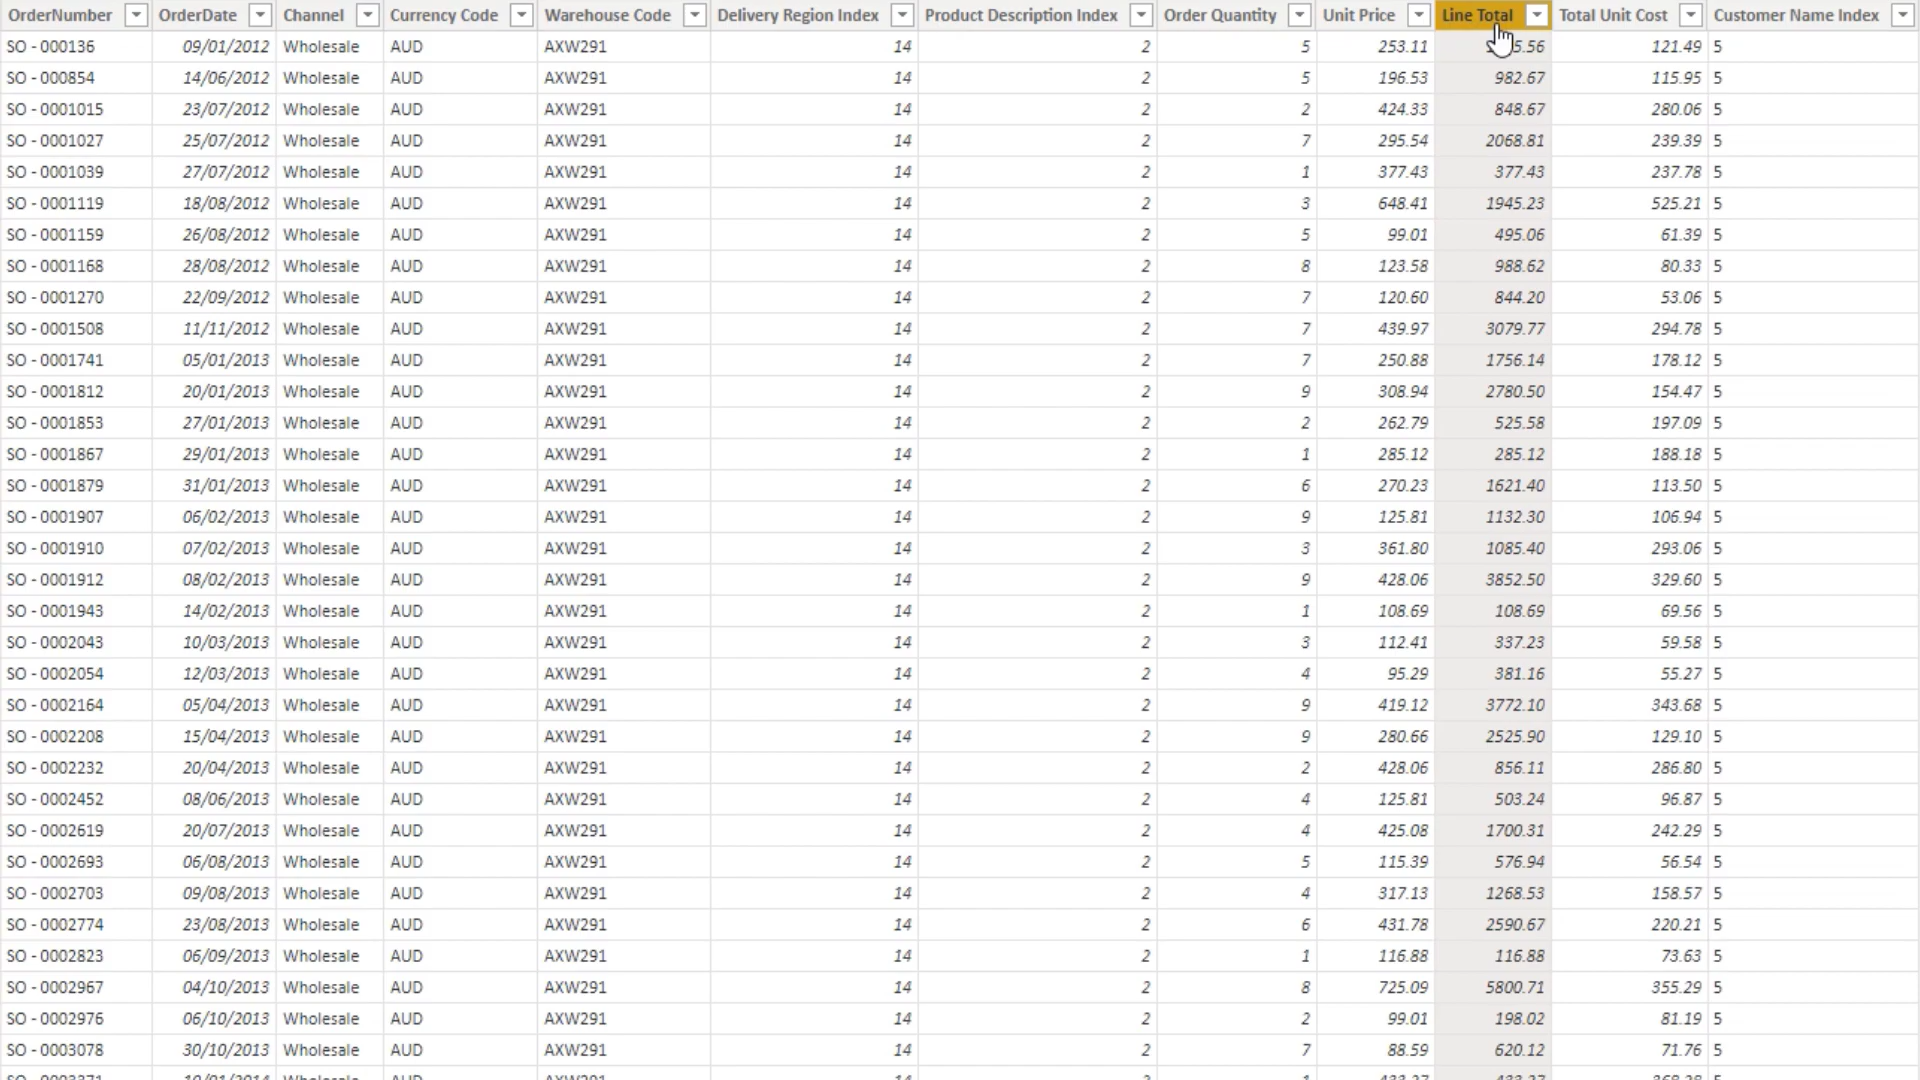 OrderNumber OrderDate Channel Currency Code Warehouse Code Delivery Region Index Product Description Index Order Quantity Unit Price Line Total Total Unit Cost Customer Name Index
SO - 000136 09/01/2012 Wholesale AUD AXW291 14 2 5 253.11 121.49 5
SO - 000854 14/06/2012 Wholesale AUD AXW291 14 2 5 196.53 982.67 115.95 5
SO - 0001015 23/07/2012 Wholesale AUD AXW291 14 2 2 424.33 848.67 280.06 5
SO - 0001027 25/07/2012 Wholesale AUD AXW291 14 2 7 295.54 2068.81 239.39 5
SO - 0001039 27/07/2012 Wholesale AUD AXW291 14 2 1 377.43 377.43 237.78 5
SO - 0001119 18/08/2012 Wholesale AUD AXW291 14 2 3 648.41 1945.23 525.21 5
SO - 0001159 26/08/2012 Wholesale AUD AXW291 14 2 5 99.01 495.06 61.39 5
SO - 0001168 28/08/2012 Wholesale AUD AXW291 14 2 8 123.58 988.62 80.33 5
SO - 0001270 22/09/2012 Wholesale AUD AXW291 14 2 7 120.60 844.20 53.06 5
SO - 0001508 11/11/2012 Wholesale AUD AXW291 14 2 7 439.97 3079.77 294.78 5
SO - 0001741 05/01/2013 Wholesale AUD AXW291 14 2 7 250.88 1756.14 178.12 5
SO - 0001812 20/01/2013 Wholesale AUD AXW291 14 2 9 308.94 2780.50 154.47 5
SO - 0001853 27/01/2013 Wholesale AUD AXW291 14 2 2 262.79 525.58 197.09 5
SO - 0001867 29/01/2013 Wholesale AUD AXW291 14 2 1 285.12 285.12 188.18 5
SO - 0001879 31/01/2013 Wholesale AUD AXW291 14 2 6 270.23 1621.40 113.50 5
SO - 0001907 06/02/2013 Wholesale AUD AXW291 14 2 9 125.81 1132.30 106.94 5
SO - 0001910 07/02/2013 Wholesale AUD AXW291 14 2 3 361.80 1085.40 293.06 5
SO - 0001912 08/02/2013 Wholesale AUD AXW291 14 2 9 428.06 3852.50 329.60 5
SO - 0001943 14/02/2013 Wholesale AUD AXW291 14 2 1 108.69 108.69 69.56 5
SO - 0002043 10/03/2013 Wholesale AUD AXW291 14 2 3 112.41 337.23 59.58 5
SO - 0002054 12/03/2013 Wholesale AUD AXW291 14 2 4 95.29 381.16 55.27 5
SO - 0002164 05/04/2013 Wholesale AUD AXW291 14 2 9 419.12 3772.10 343.68 5
SO - 0002208 15/04/2013 Wholesale AUD AXW291 14 2 9 280.66 2525.90 129.10 5
SO - 0002232 20/04/2013 Wholesale AUD AXW291 14 2 2 428.06 856.11 286.80 5
SO - 0002452 08/06/2013 Wholesale AUD AXW291 14 2 4 125.81 503.24 96.87 5
SO - 0002619 20/07/2013 Wholesale AUD AXW291 14 2 4 425.08 1700.31 242.29 5
SO - 0002693 06/08/2013 Wholesale AUD AXW291 14 2 5 115.39 576.94 56.54 5
SO - 0002703 09/08/2013 Wholesale AUD AXW291 14 2 4 317.13 1268.53 158.57 5
SO - 0002774 23/08/2013 Wholesale AUD AXW291 14 2 6 431.78 2590.67 220.21 5
SO - 0002823 06/09/2013 Wholesale AUD AXW291 14 2 1 116.88 116.88 73.63 5
SO - 0002967 04/10/2013 Wholesale AUD AXW291 14 2 8 725.09 5800.71 355.29 5
SO - 0002976 06/10/2013 Wholesale AUD AXW291 14 2 2 99.01 198.02 81.19 5
SO - 0003078 30/10/2013 Wholesale AUD AXW291 14 2 7 88.59 620.12 71.76 5